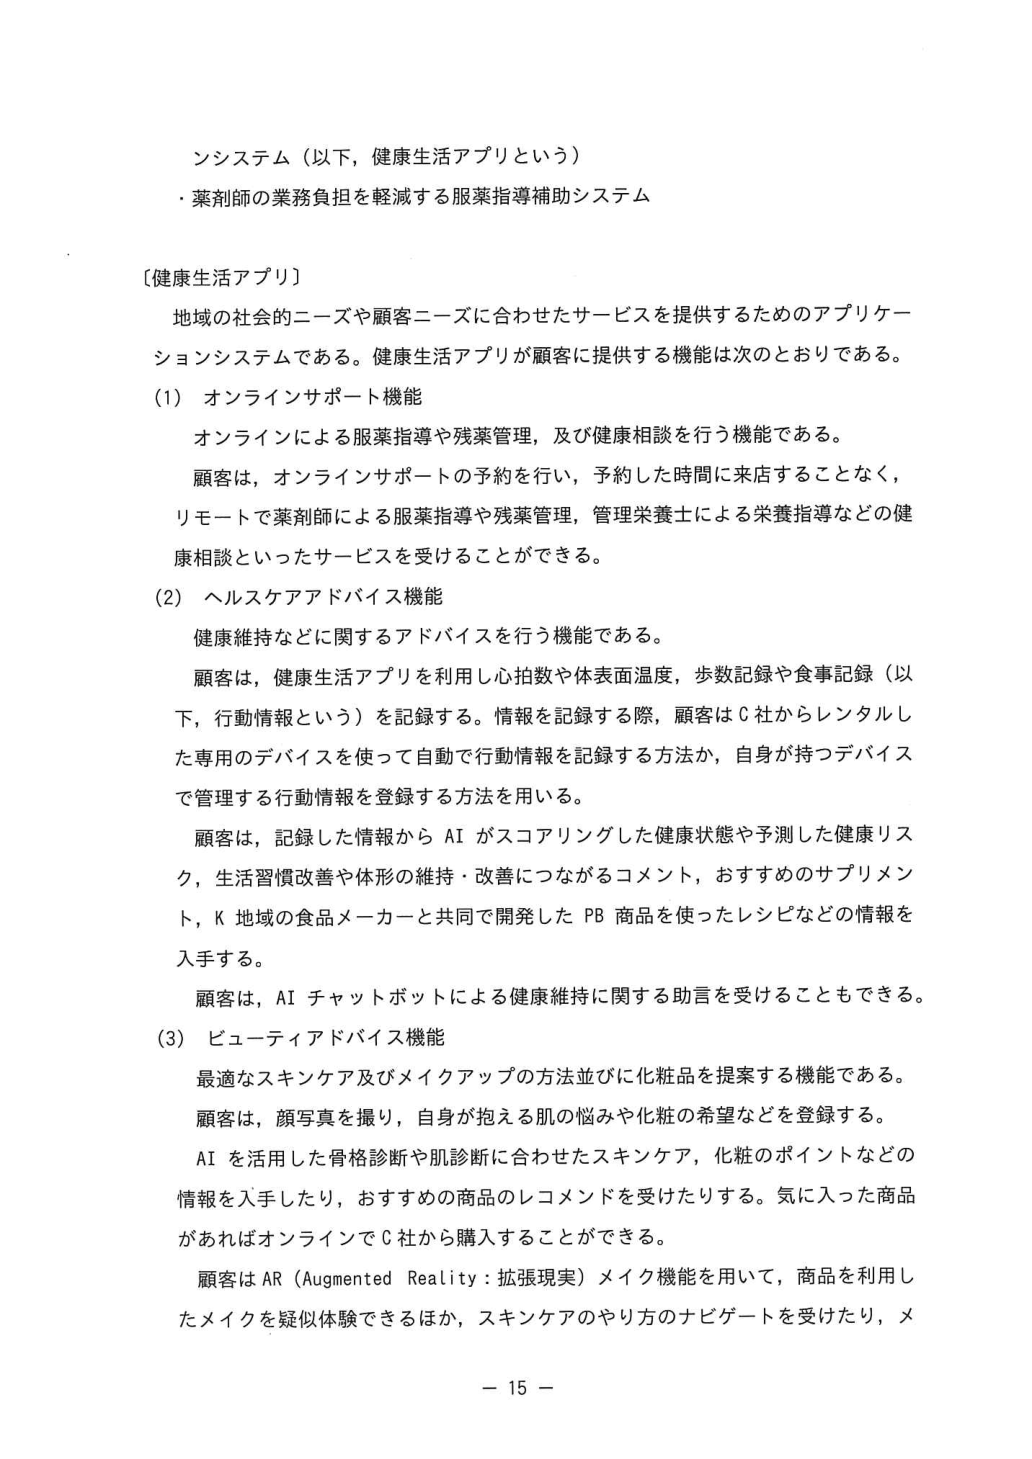 ンシステム（以下，健康生活アプリという）
・薬剤師の業務負担を軽減する服薬指導補助システム
〔健康生活アプリ〕
地域の社会的ニーズや顧客ニーズに合わせたサービスを提供するためのアプリケー
ションシステムである。健康生活アプリが顧客に提供する機能は次のとおりである。
(1) オンラインサポート機能
オンラインによる服薬指導や残薬管理，及び健康相談を行う機能である。
顧客は，オンラインサポートの予約を行い，予約した時間に来店することなく，
リモートで薬剤師による服薬指導や残薬管理，管理栄養士による栄養指導などの健
康相談といったサービスを受けることができる。
(2) ヘルスケアアドバイス機能
健康維持などに関するアドバイスを行う機能である。
顧客は，健康生活アプリを利用し心拍数や体表面温度，歩数記録や食事記録（以
下，行動情報という）を記録する。情報を記録する際，顧客はＣ社からレンタルし
た専用のデバイスを使って自動で行動情報を記録する方法か，自身が持つデバイス
で管理する行動情報を登録する方法を用いる。
顧客は，記録した情報から AI がスコアリングした健康状態や予測した健康リス
ク，生活習慣改善や体形の維持・改善につながるコメント，おすすめのサプリメン
ト，K 地域の食品メーカーと共同で開発した PB 商品を使ったレシピなどの情報を
入手する。
顧客は，AI チャットボットによる健康維持に関する助言を受けることもできる。
(3) ビューティアドバイス機能
最適なスキンケア及びメイクアップの方法並びに化粧品を提案する機能である。
顧客は，顔写真を撮り，自身が抱える肌の悩みや化粧の希望などを登録する。
AI を活用した骨格診断や肌診断に合わせたスキンケア，化粧のポイントなどの
情報を入手したり，おすすめの商品のレコメンドを受けたりする。気に入った商品
があればオンラインでＣ社から購入することができる。
顧客は AR（Augmented Reality：拡張現実）メイク機能を用いて，商品を利用し
たメイクを疑似体験できるほか，スキンケアのやり方のナビゲートを受けたり，メ
― 15 ―